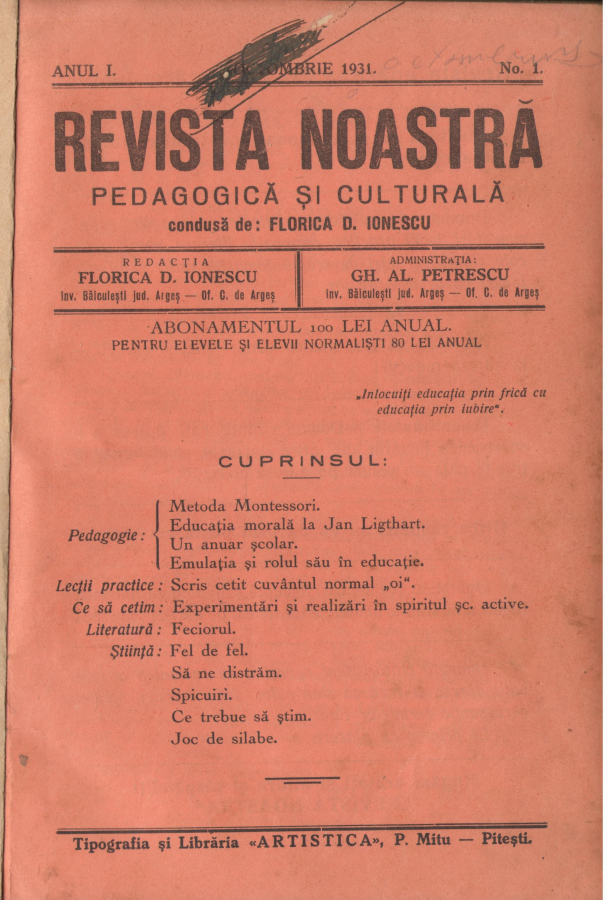 ANUL I. OMBRIE 1931. No. 1.
REVISTA NOASTRĂ
PEDAGOGICĂ ȘI CULTURALĂ
condusă de: FLORICA D. IONESCU
REDACȚIA
FLORICA D. IONESCU
Inv. Băiculești jud. Argeș — Of. C. de Argeș
ADMINISTRAȚIA:
GH. AL. PETRESCU
Inv. Băiculești jud. Argeș — Of. C. de Argeș
ABONAMENTUL 100 LEI ANUAL.
PENTRU ELEVELE ȘI ELEVII NORMALIȘTI 80 LEI ANUAL
„Inlocuiți educația prin frică cu
educația prin iubire“.
CUPRINSUL:
Pedagogie:
Metoda Montessori.
Educația morală la Jan Ligthart.
Un anuar școlar.
Emulația și rolul său în educație.
Lecții practice: Scris cetit cuvântul normal „oi“.
Ce să cetim: Experimentări și realizări în spiritul șc. active.
Literatură: Feciorul.
Știință: Fel de fel.
Să ne distrăm.
Spicuiri.
Ce trebue să știm.
Joc de silabe.
Tipografia și Librăria «ARTISTICA», P. Mitu — Pitești.